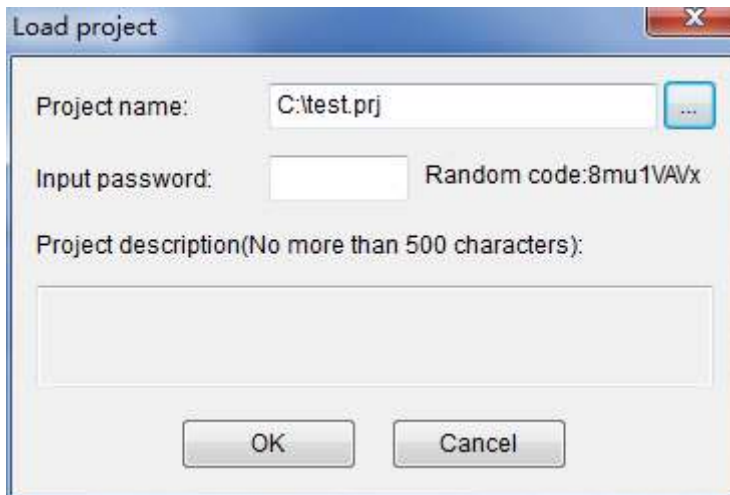 Load project
Project name: C:\test.prj ...
Input password: Random code:8mu1VAVx
Project description(No more than 500 characters):
OK Cancel